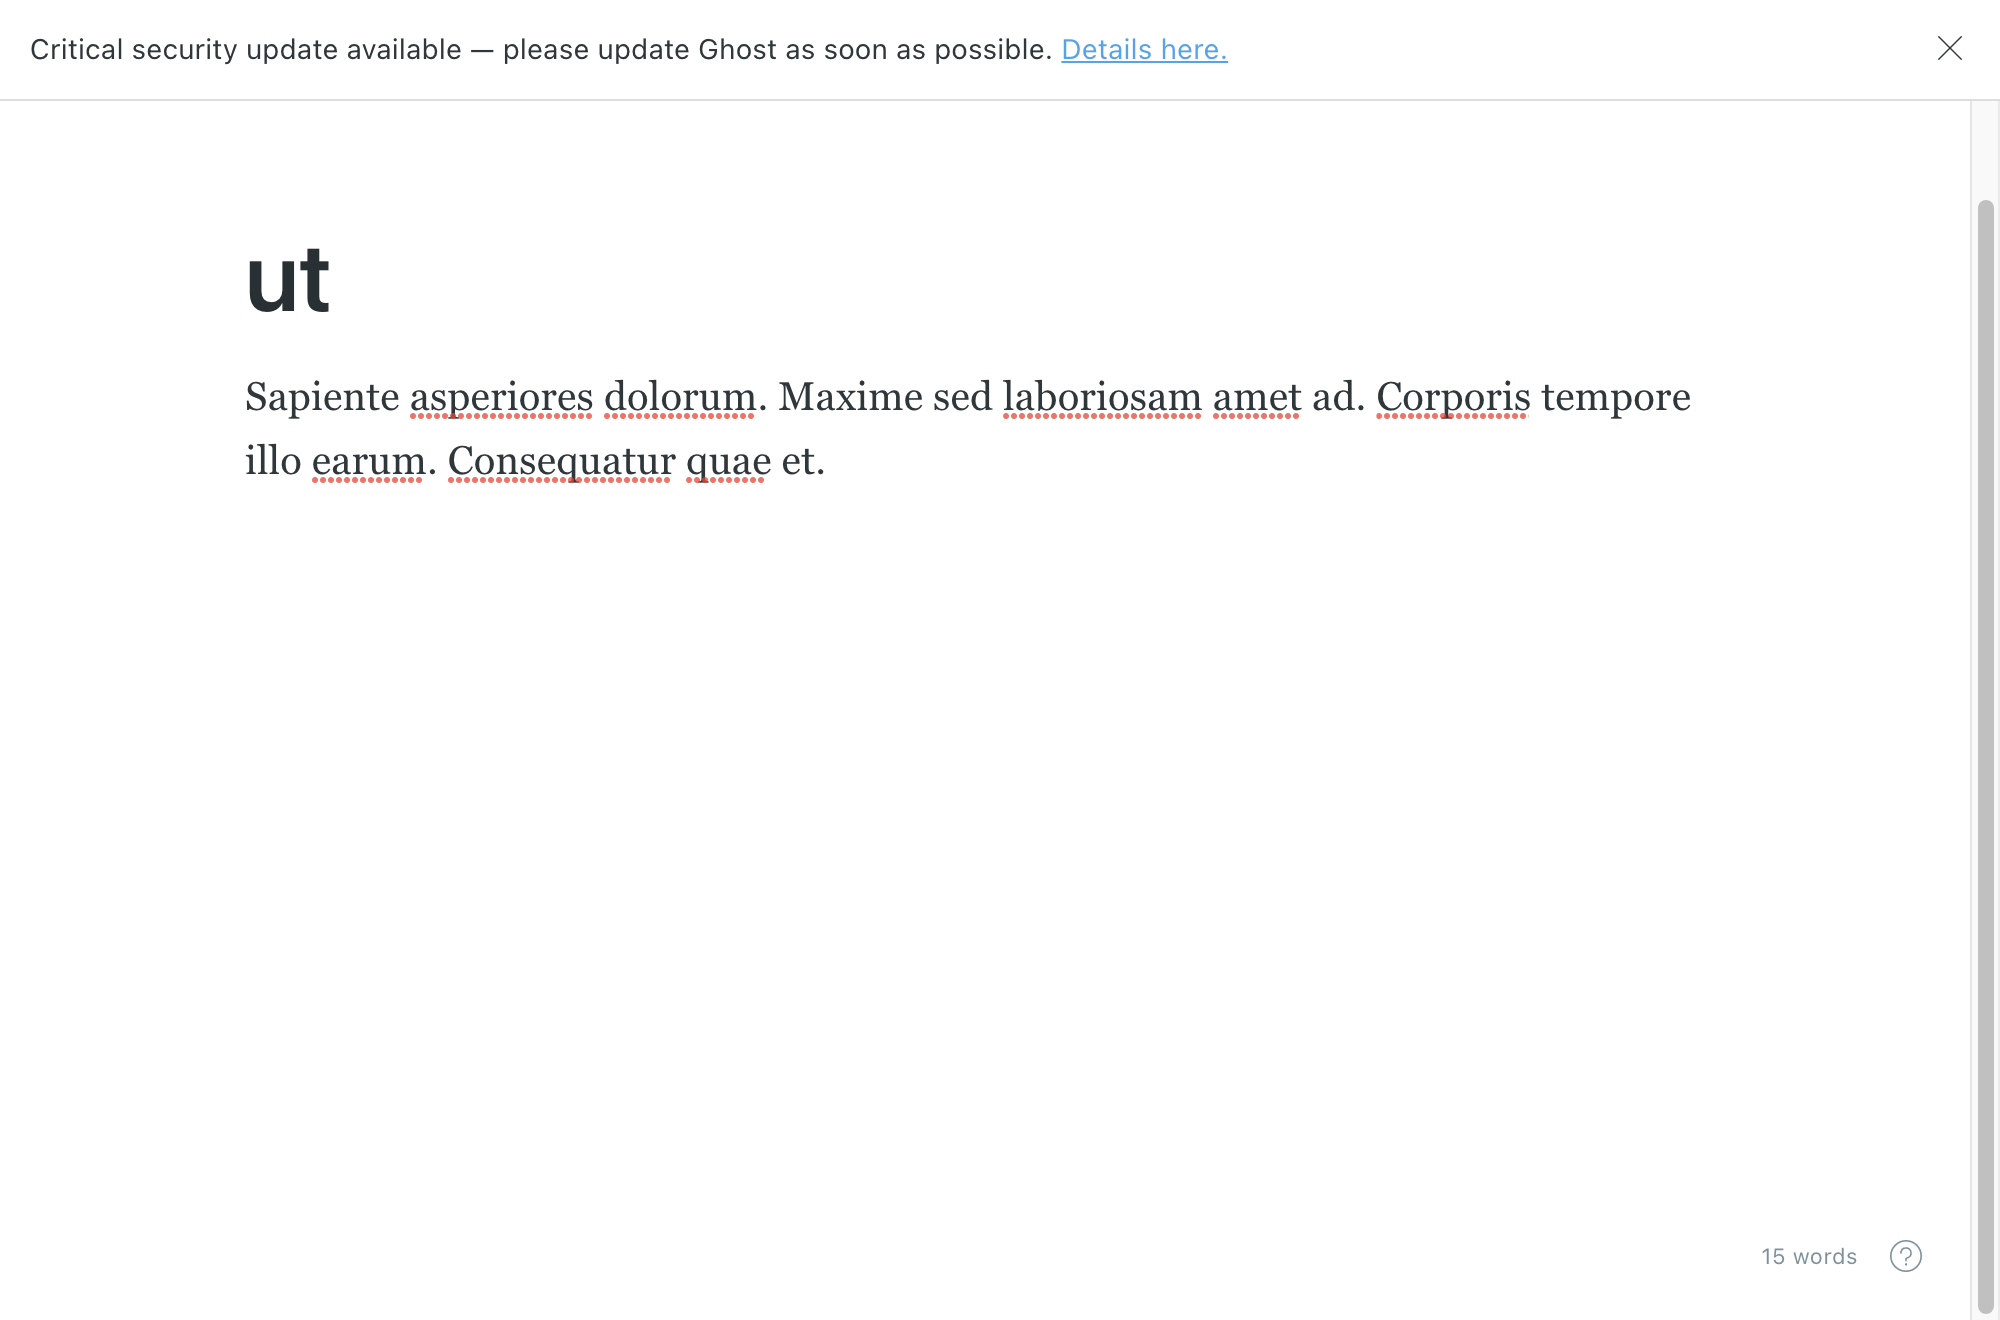 Critical security update available — please update Ghost as soon as possible. Details here.
ut
Sapiente asperiores dolorum. Maxime sed laboriosam amet ad. Corporis tempore
illo earum. Consequatur quae et.
15 words
?